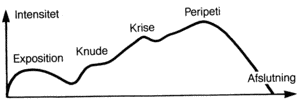 Intensitet
Peripeti
Krise
Knude
Exposition
Afslutning